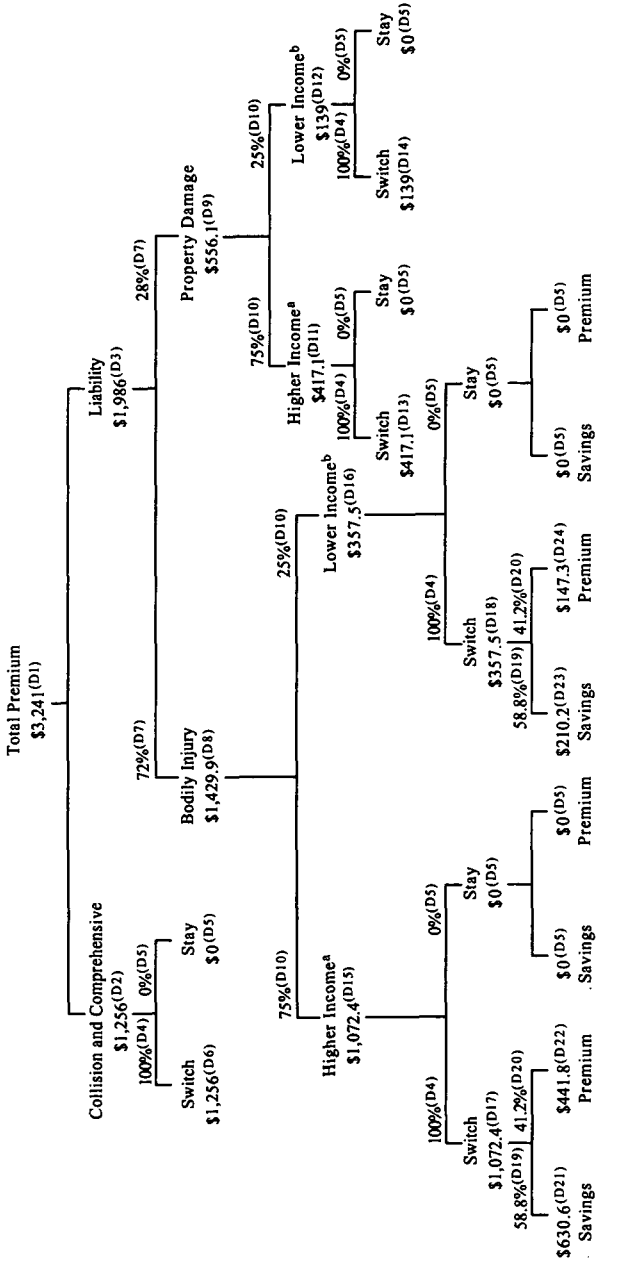 Total Premium
$3,241(D1)
Collision and Comprehensive
$1,256(D2)
Liability
$1,986(D3)
100%(D4) 0%(D5)
Switch
$1,256(D6)
Stay
$0(D5)
72%(D7)
28%(D7)
Bodily Injury
$1,429.9(D8)
Property Damage
$556.1(D9)
75%(D10)
25%(D10)
Higher Incomeᵃ
$417.1(D11)
Lower Incomeᵇ
$139(D12)
100%(D4) 0%(D5)
Switch
$417.1(D13)
Stay
$0(D5)
100%(D4) 0%(D5)
Switch
$139(D14)
Stay
$0(D5)
75%(D10)
25%(D10)
Higher Incomeᵃ
$1,072.4(D15)
Lower Incomeᵇ
$357.5(D16)
100%(D4)
0%(D5)
Switch
$1,072.4(D17)
Stay
$0(D5)
100%(D4)
0%(D5)
Switch
$357.5(D18)
Stay
$0(D5)
58.8%(D19) 41.2%(D20)
58.8%(D19) 41.2%(D20)
$630.6(D21)
Savings
$441.8(D22)
Premium
$0(D5)
Savings
$0(D5)
Premium
$210.2(D23)
Savings
$147.3(D24)
Premium
$0(D5)
Savings
$0(D5)
Premium